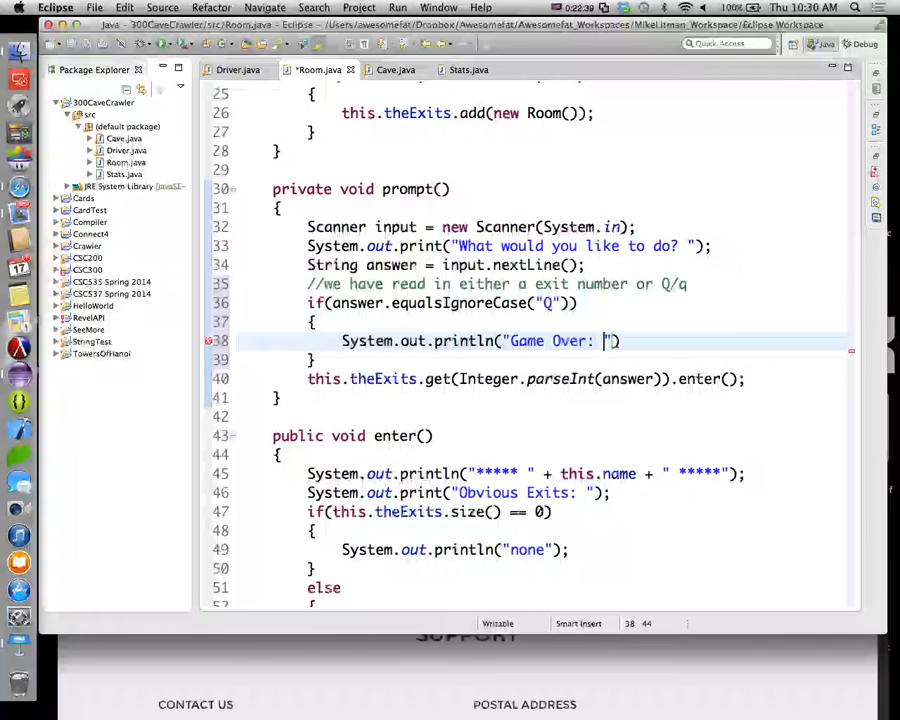 Eclipse File Edit Source Refactor Navigate Search Project Run Window Help 0:22:39 100% Thu 10:30 AM
Java - 300CaveCrawler/src/Room.java - Eclipse - /Users/awesomefat/Dropbox/Awesomefat_Workspaces/MikeLitman_Workspace/Eclipse Workspace
Quick Access Java Debug
Package Explorer
Driver.java *Room.java Cave.java Stats.java
300CaveCrawler
src
(default package)
Cave.java
Driver.java
Room.java
Stats.java
JRE System Library [JavaSE-
Cards
CardTest
Compiler
Connect4
Crawler
CSC200
CSC300
CSC535 Spring 2014
CSC537 Spring 2014
HelloWorld
RevelAPI
SeeMore
StringTest
TowersOfHanoi
25 {
26 this.theExits.add(new Room());
27 }
28 }
29
30 private void prompt()
31 {
32 Scanner input = new Scanner(System.in);
33 System.out.print("What would you like to do? ");
34 String answer = input.nextLine();
35 //we have read in either a exit number or Q/q
36 if(answer.equalsIgnoreCase("Q"))
37 {
38 System.out.println("Game Over: ")
39 }
40 this.theExits.get(Integer.parseInt(answer)).enter();
41 }
42
43 public void enter()
44 {
45 System.out.println("***** " + this.name + " *****");
46 System.out.print("Obvious Exits: ");
47 if(this.theExits.size() == 0)
48 {
49 System.out.println("none");
50 }
51 else
52 {
Writable Smart Insert 38 : 44
SUPPORT
CONTACT US POSTAL ADDRESS
17